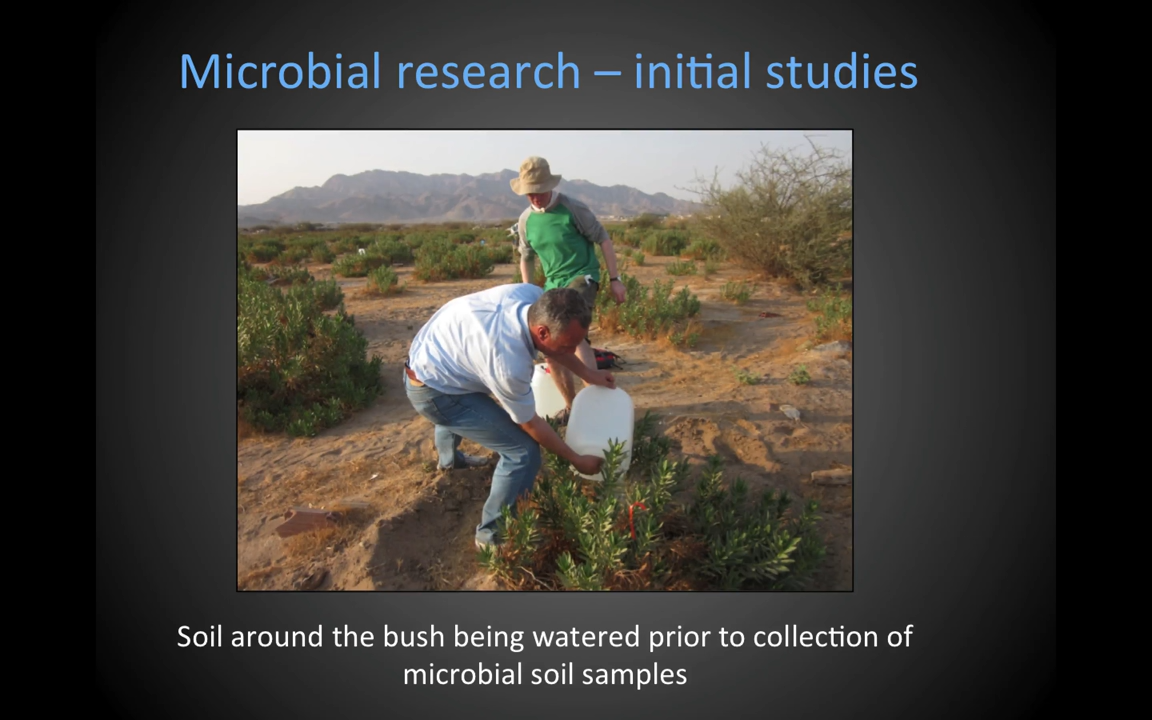 Microbial research – initial studies
Soil around the bush being watered prior to collection of
microbial soil samples